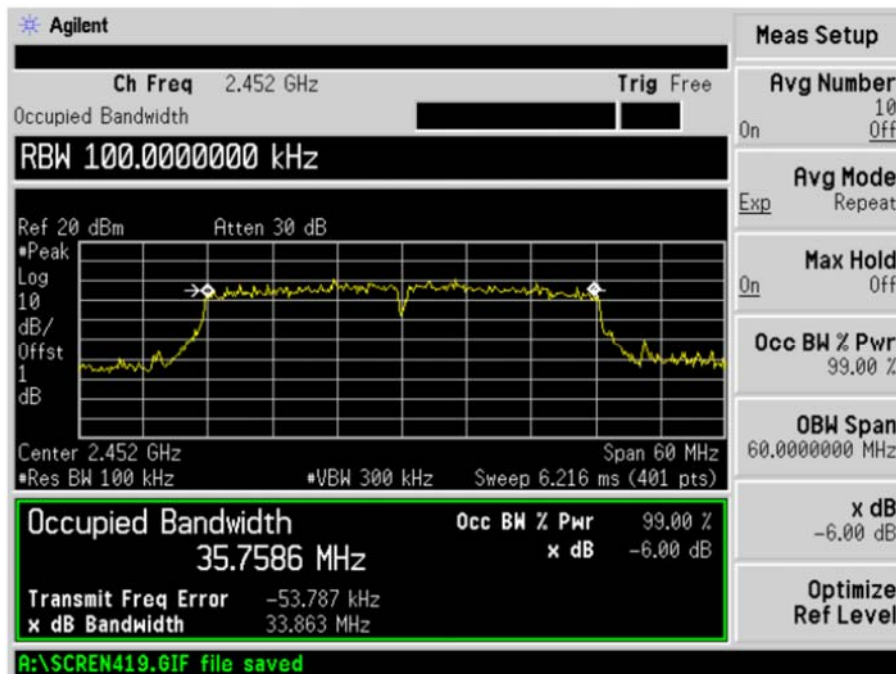 Agilent
Meas Setup
Ch Freq 2.452 GHz Trig Free
Occupied Bandwidth
Avg Number
10
On Off
RBW 100.0000000 kHz
Avg Mode
Exp Repeat
Ref 20 dBm Atten 30 dB
#Peak
Log
10
dB/
Offst
1
dB
Max Hold
On Off
Occ BW % Pwr
99.00 %
Center 2.452 GHz Span 60 MHz
#Res BW 100 kHz #VBW 300 kHz Sweep 6.216 ms (401 pts)
OBW Span
60.0000000 MHz
Occupied Bandwidth Occ BW % Pwr 99.00 %
35.7586 MHz x dB -6.00 dB
x dB
-6.00 dB
Transmit Freq Error -53.787 kHz
x dB Bandwidth 33.863 MHz
Optimize
Ref Level
A:\SCREN419.GIF file saved